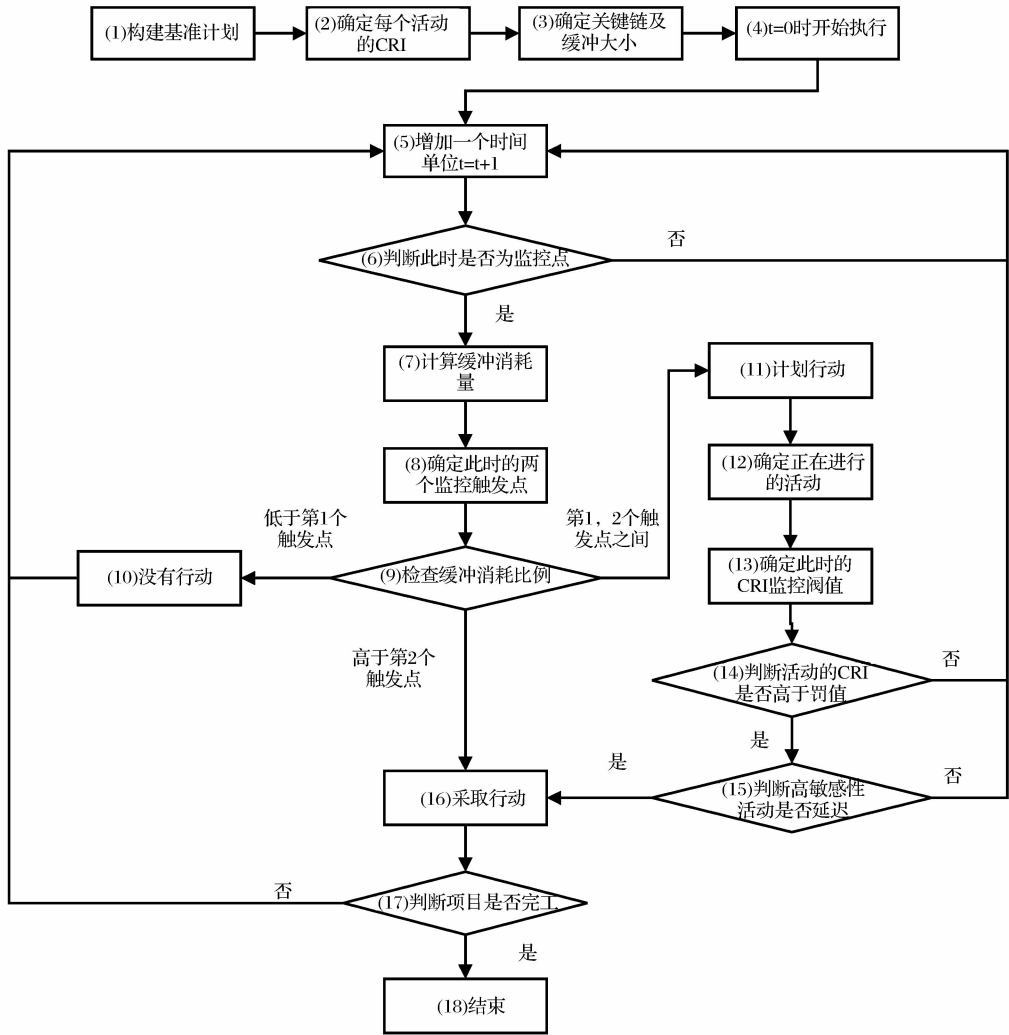 (1)构建基准计划
(2)确定每个活动
的CRI
(3)确定关键链及
缓冲大小
(4)t=0时开始执行
(5)增加一个时间
单位t=t+1
(6)判断此时是否为监控点
否
是
(7)计算缓冲消耗
量
(8)确定此时的两
个监控触发点
低于第1个
触发点
第1，2个触
发点之间
(9)检查缓冲消耗比例
(10)没有行动
高于第2个
触发点
(11)计划行动
(12)确定正在进行
的活动
(13)确定此时的
CRI监控阀值
(14)判断活动的CRI
是否高于罚值
否
是
(15)判断高敏感性
活动是否延迟
否
是
(16)采取行动
(17)判断项目是否完工
否
是
(18)结束